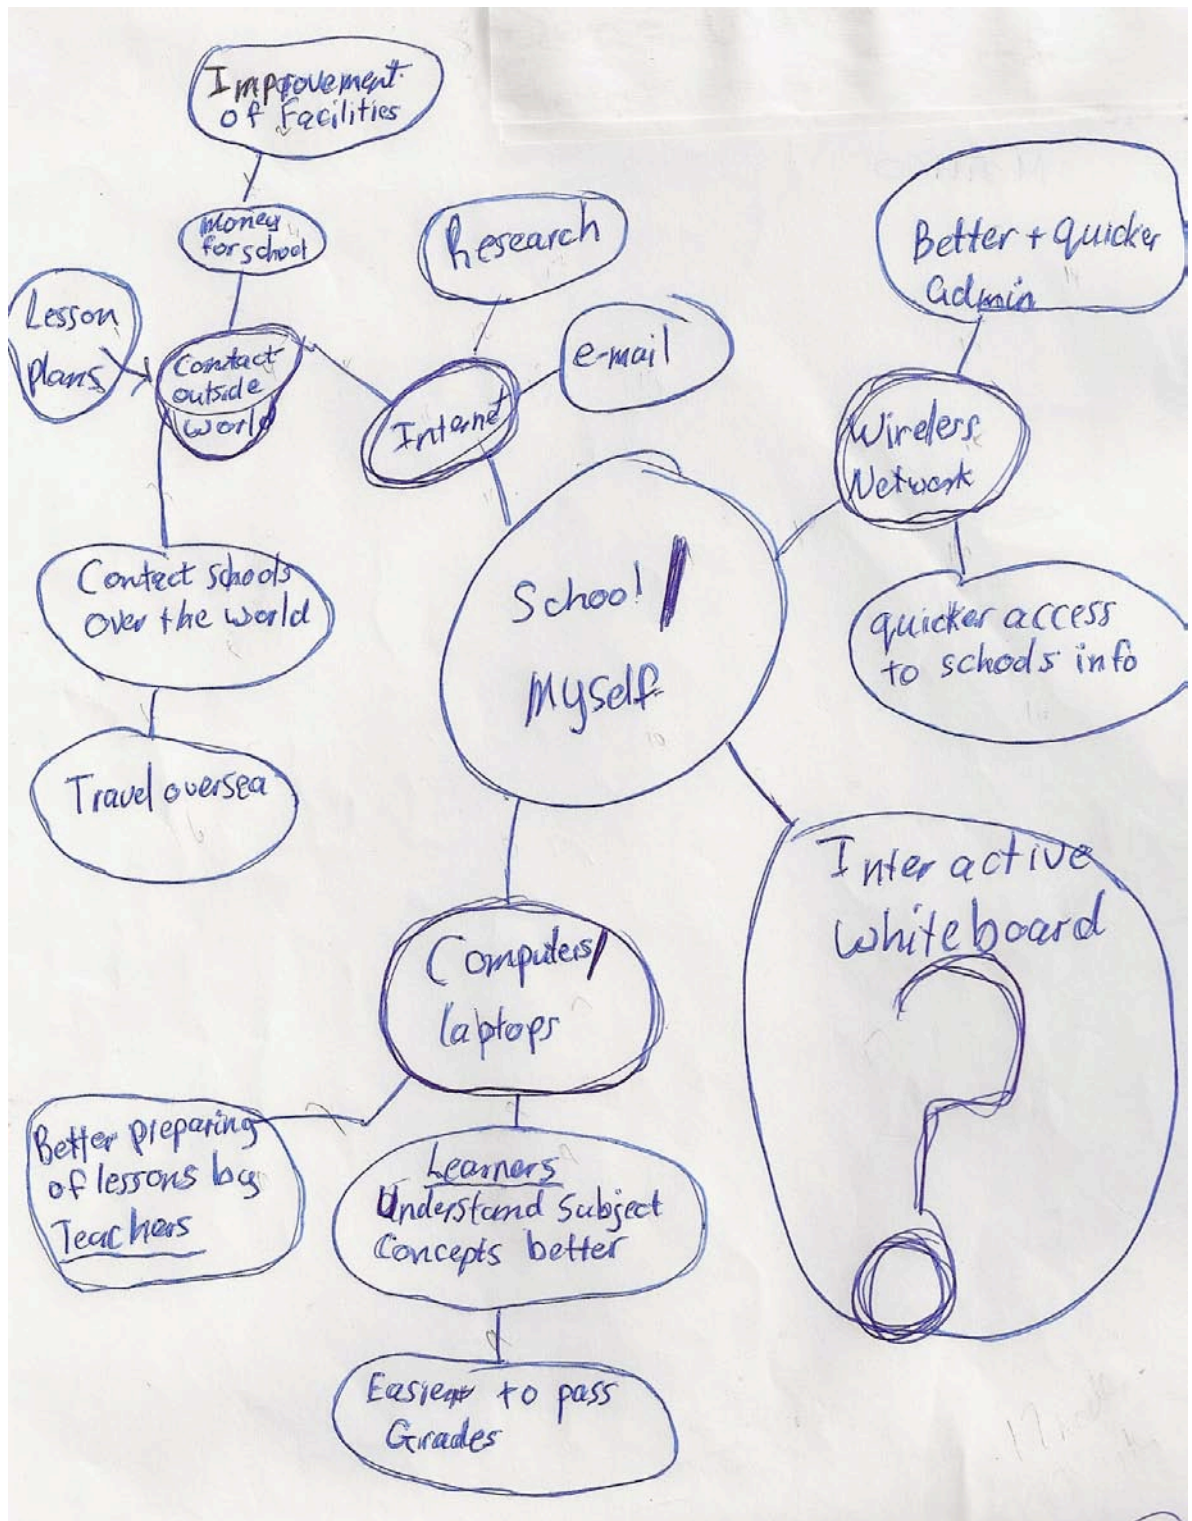 Improvement
of Facilities
Money
for school
Research
Lesson
plans
Contact
outside
world
Internet
e-mail
Better + quicker
admin
Wireless
Network
Contact schools
over the world
School /
Myself
quicker access
to schools info
Travel oversea
Interactive
whiteboard
?
Computers/
laptops
Better preparing
of lessons by
Teachers
Learners
Understand Subject
Concepts better
Easier to pass
Grades